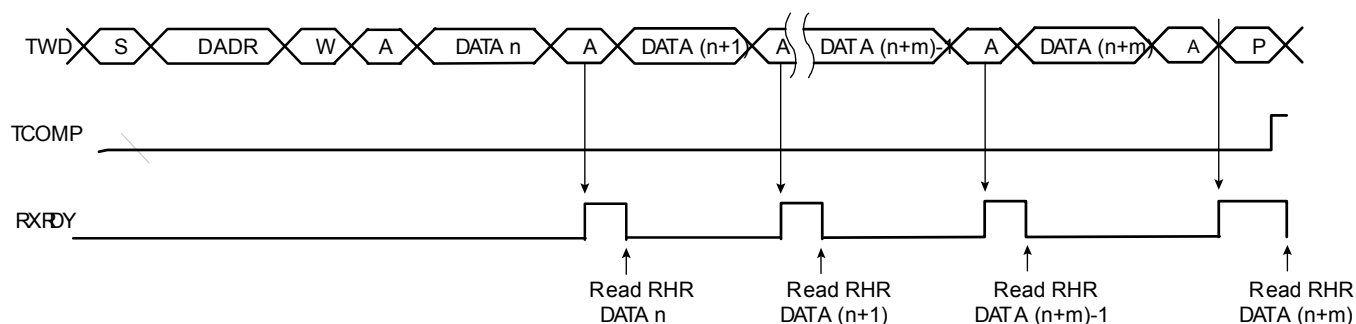 TWD S DADR W A DATA n A DATA (n+1) A DATA (n+m)-1 A DATA (n+m) A P
TCOMP
RXRDY
Read RHR Read RHR Read RHR Read RHR
DATA n DATA (n+1) DATA (n+m)-1 DATA (n+m)